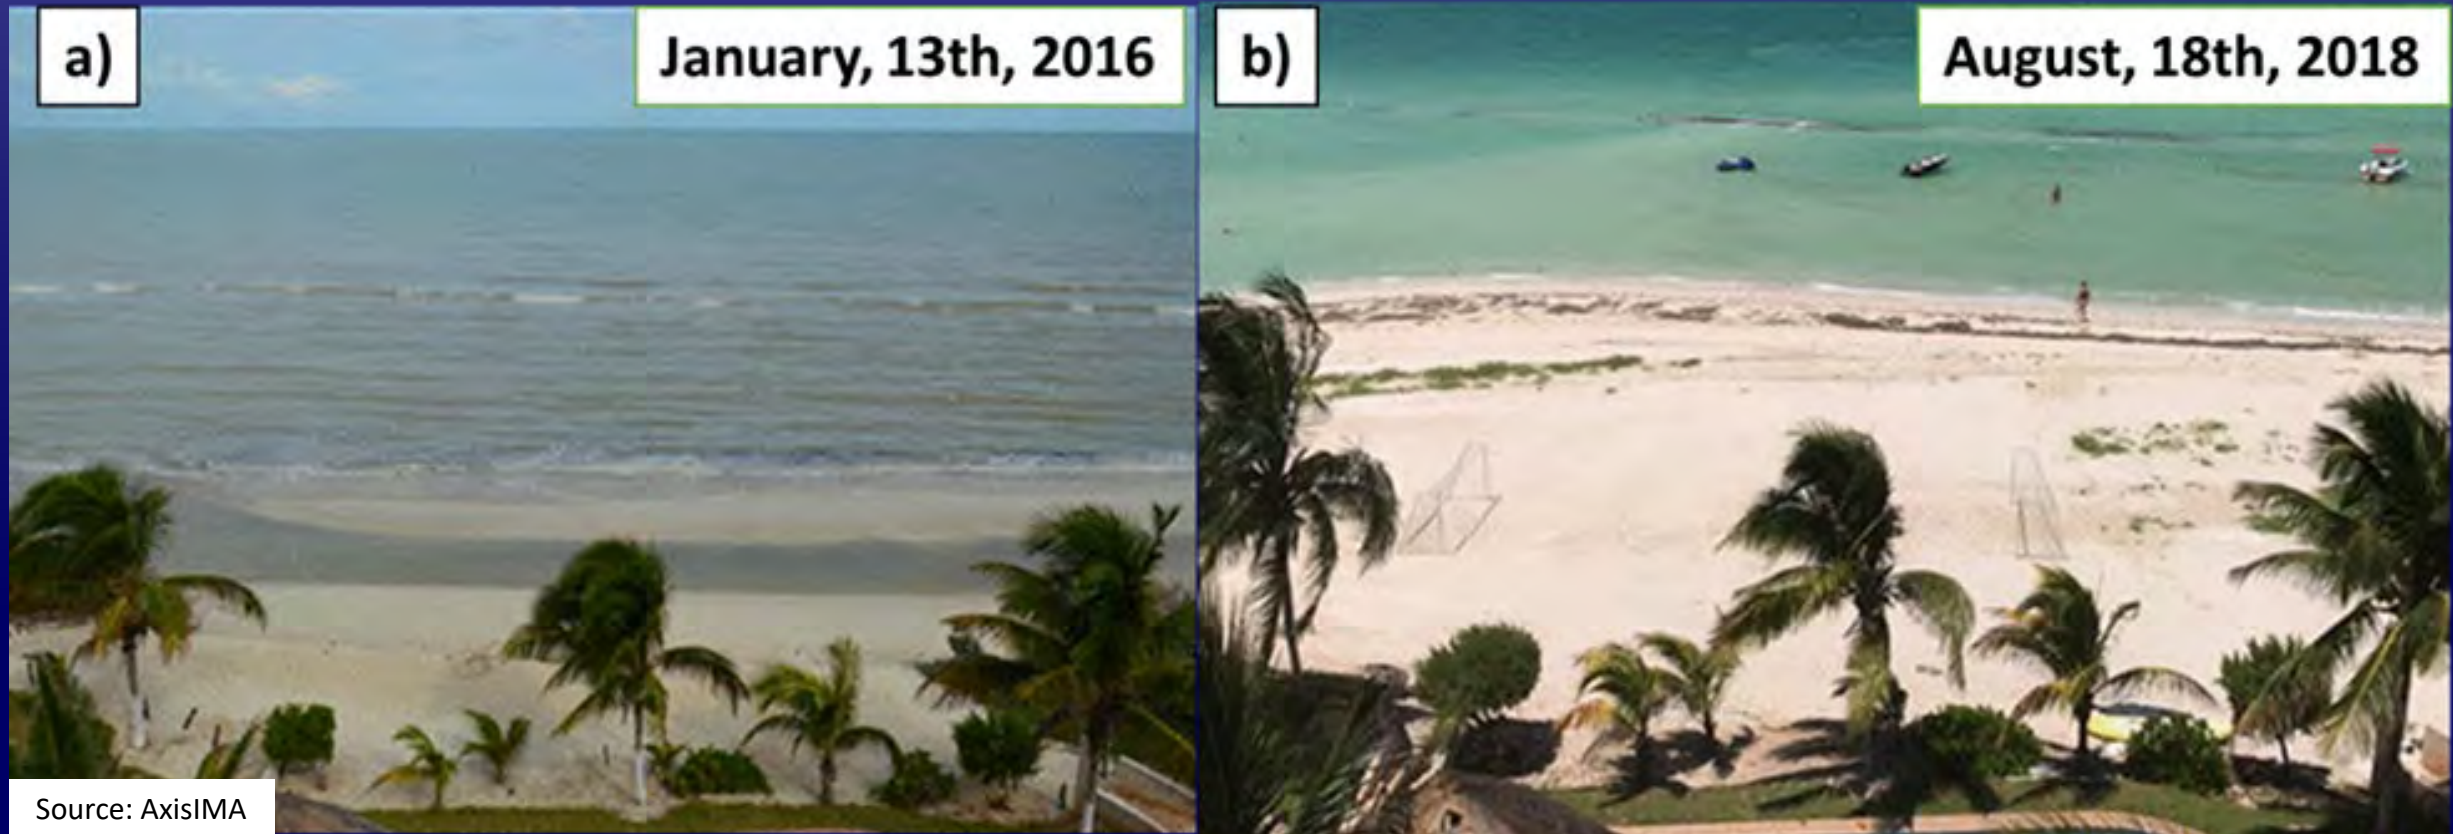 a)
January, 13th, 2016
b)
August, 18th, 2018
Source: AxisIMA